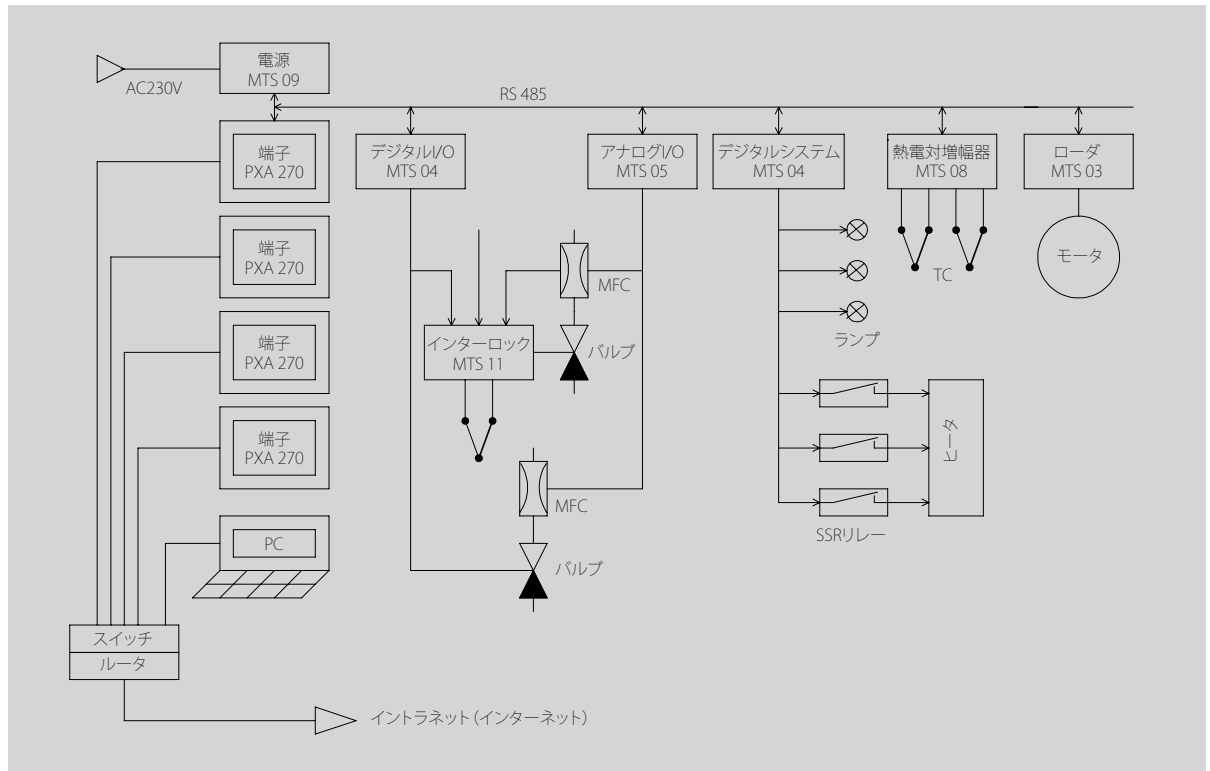 電源
MTS 09
AC230V
RS 485
端子
PXA 270
デジタルI/O
MTS 04
アナログI/O
MTS 05
デジタルシステム
MTS 04
熱電対増幅器
MTS 08
ローダ
MTS 03
端子
PXA 270
MFC
TC
モータ
端子
PXA 270
インターロック
MTS 11
バルブ
ランプ
端子
PXA 270
ヒータ
MFC
SSRリレー
PC
バルブ
スイッチ
ルータ
イントラネット（インターネット）